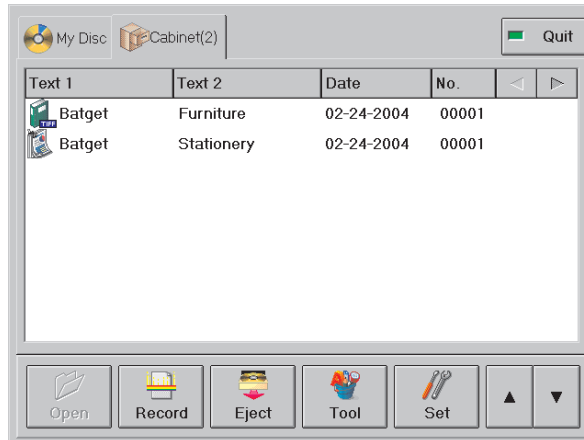 My Disc Cabinet(2) Quit
Text 1 Text 2 Date No.
TIFF Batget Furniture 02-24-2004 00001
Batget Stationery 02-24-2004 00001
Open Record Eject Tool Set